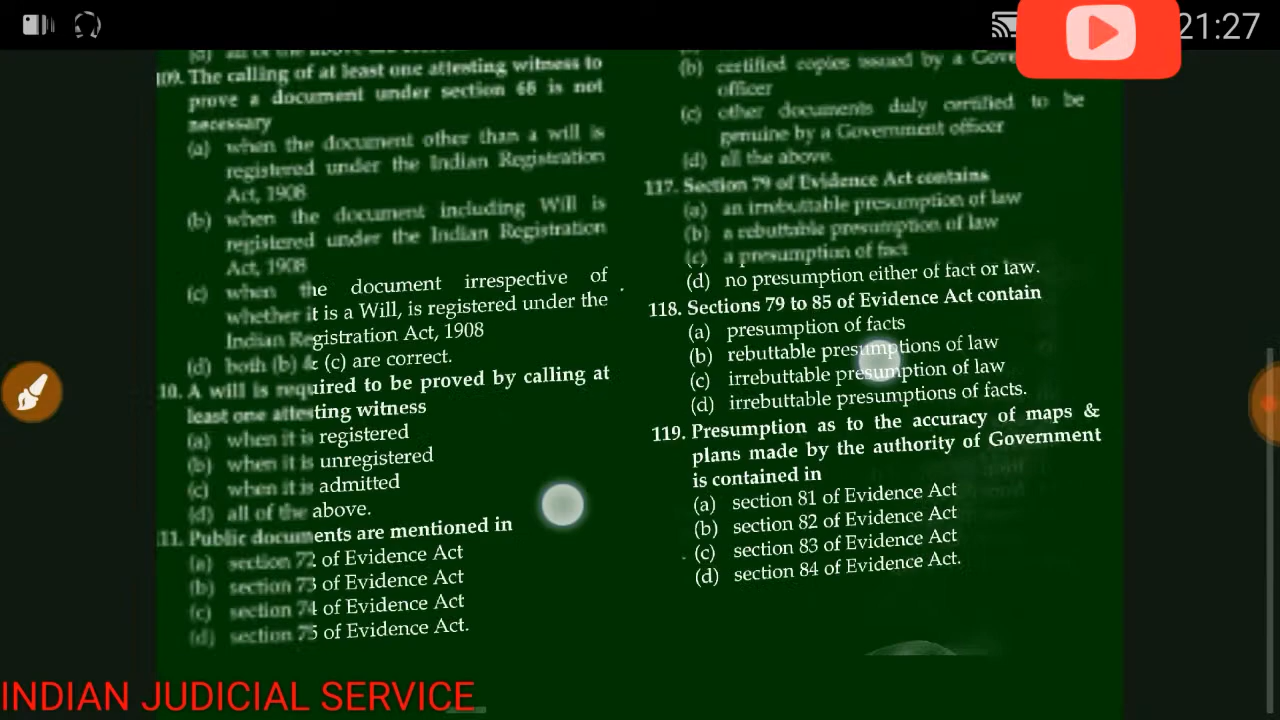 21:27
109. The calling of at least one attesting witness to
prove a document under section 68 is not
necessary
(a) when the document other than a will is
registered under the Indian Registration
Act, 1908
(b) when the document including Will is
registered under the Indian Registration
Act, 1908
(c) when the document irrespective of
whether it is a Will, is registered under the
Indian Registration Act, 1908
(d) both (b) & (c) are correct.
10. A will is required to be proved by calling at
least one attesting witness
(a) when it is registered
(b) when it is unregistered
(c) when it is admitted
(d) all of the above.
11. Public documents are mentioned in
(a) section 72 of Evidence Act
(b) section 73 of Evidence Act
(c) section 74 of Evidence Act
(d) section 75 of Evidence Act.
(b) certified copies issued by a Gove
officer
(c) other documents duly certified to be
genuine by a Government officer
(d) all the above.
117. Section 79 of Evidence Act contains
(a) an irrebuttable presumption of law
(b) a rebuttable presumption of law
(c) a presumption of fact
(d) no presumption either of fact or law.
118. Sections 79 to 85 of Evidence Act contain
(a) presumption of facts
(b) rebuttable presumptions of law
(c) irrebuttable presumption of law
(d) irrebuttable presumptions of facts.
119. Presumption as to the accuracy of maps &
plans made by the authority of Government
is contained in
(a) section 81 of Evidence Act
(b) section 82 of Evidence Act
(c) section 83 of Evidence Act
(d) section 84 of Evidence Act.
INDIAN JUDICIAL SERVICE